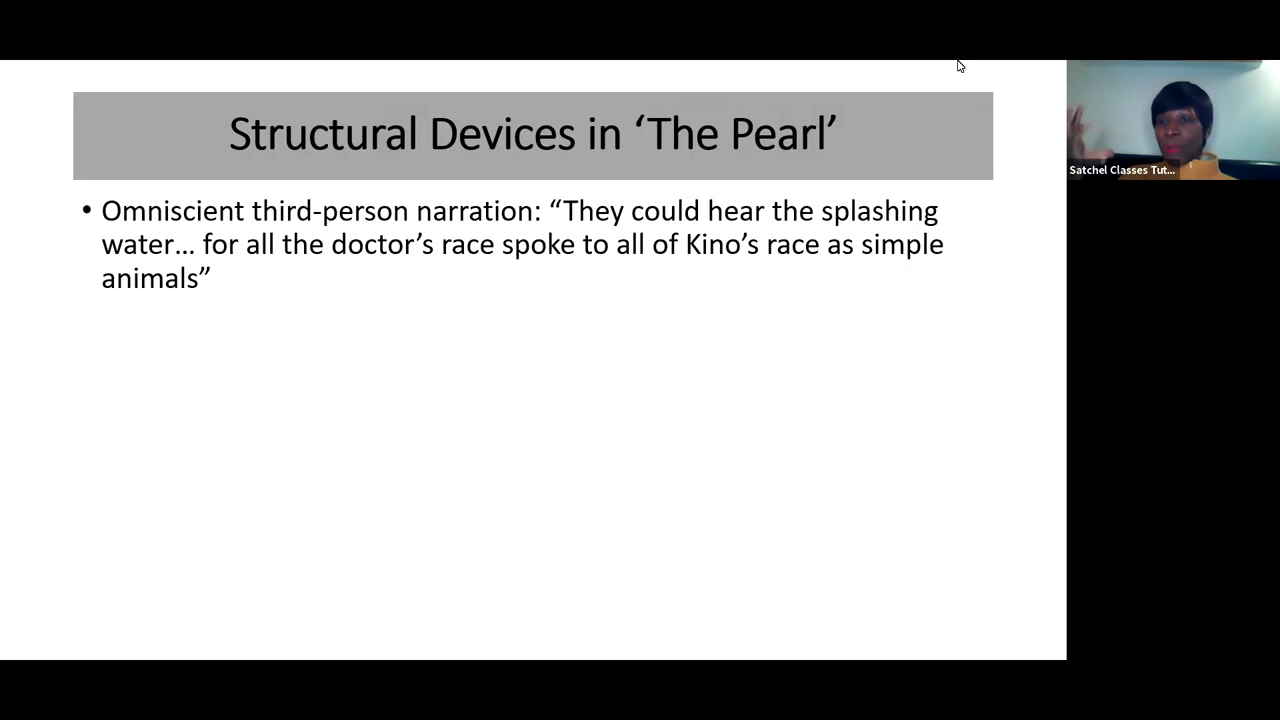 Structural Devices in ‘The Pearl’
• Omniscient third-person narration: “They could hear the splashing
water… for all the doctor’s race spoke to all of Kino’s race as simple
animals”
Satchel Classes Tut...